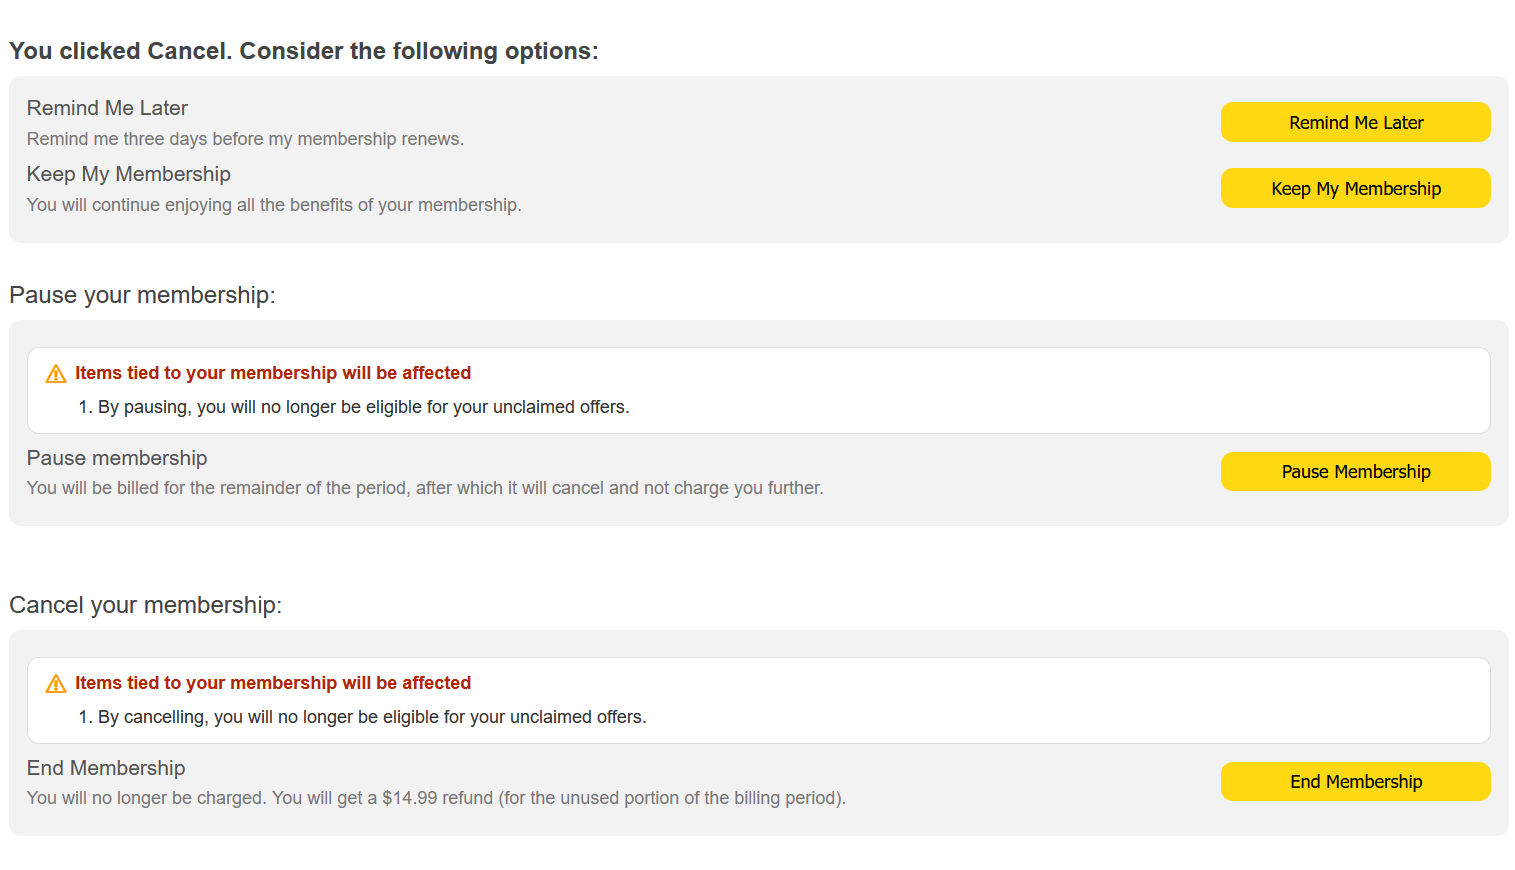 You clicked Cancel. Consider the following options:
Remind Me Later
Remind me three days before my membership renews.
Remind Me Later
Keep My Membership
You will continue enjoying all the benefits of your membership.
Keep My Membership
Pause your membership:
Items tied to your membership will be affected
1. By pausing, you will no longer be eligible for your unclaimed offers.
Pause membership
You will be billed for the remainder of the period, after which it will cancel and not charge you further.
Pause Membership
Cancel your membership:
Items tied to your membership will be affected
1. By cancelling, you will no longer be eligible for your unclaimed offers.
End Membership
You will no longer be charged. You will get a $14.99 refund (for the unused portion of the billing period).
End Membership